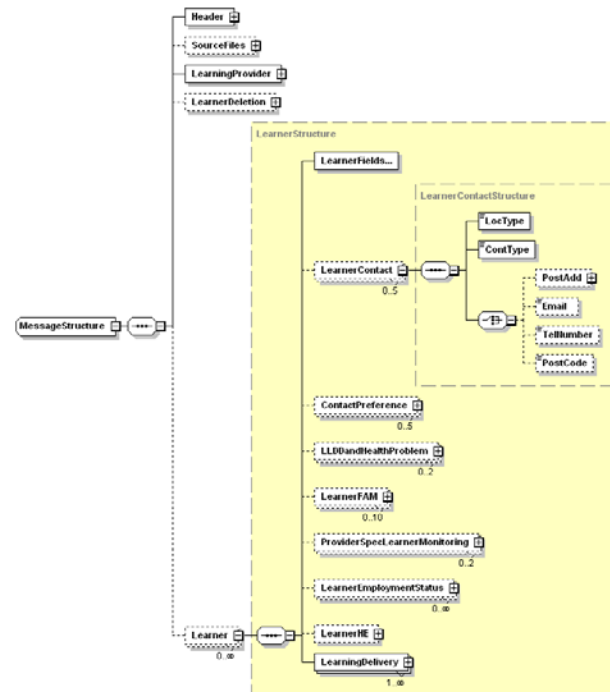 Header
SourceFiles
LearningProvider
LearnerDeletion
LearnerStructure
LearnerFields...
LearnerContactStructure
LocType
ContType
LearnerContact
0..5
PostAdd
Email
TelNumber
PostCode
MessageStructure
ContactPreference
0..5
LLDDandHealthProblem
0..2
LearnerFAM
0..10
ProviderSpecLearnerMonitoring
0..2
LearnerEmploymentStatus
0..∞
Learner
0..∞
LearnerHE
LearningDelivery
1..∞